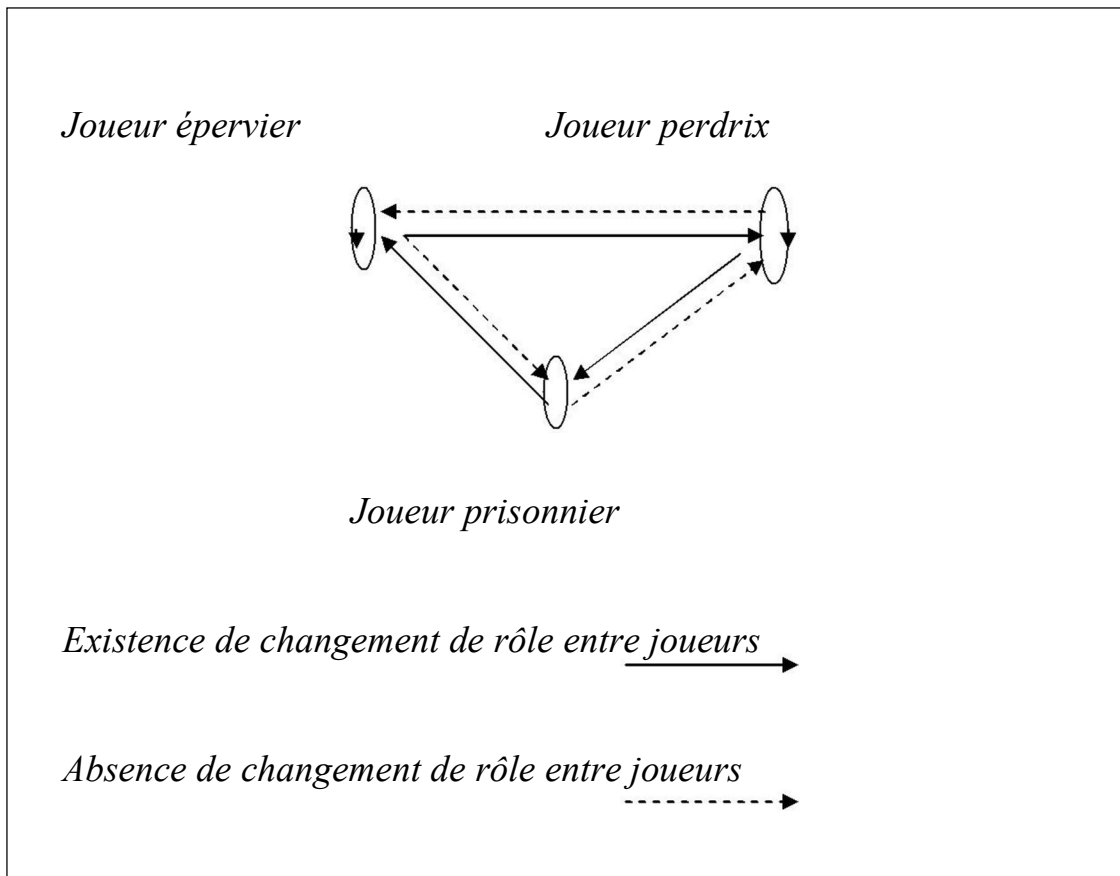 Joueur épervier Joueur perdrix
Joueur prisonnier
Existence de changement de rôle entre joueurs
Absence de changement de rôle entre joueurs